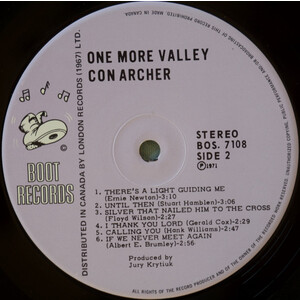 ONE MORE VALLEY
CON ARCHER
BOOT
RECORDS
DISTRIBUTED IN CANADA BY LONDON RECORDS (1967) LTD.
STEREO
BOS. 7108
SIDE 2
Ⓟ1971
1. THERE'S A LIGHT GUIDING ME
(Ernie Newton)-3:10
2. UNTIL THEN (Stuart Hamblen)-3:06
3. SILVER THAT NAILED HIM TO THE CROSS
(Floyd Wilson)-2:27
4. I THANK YOU LORD (Gerald Cox)-2:27
5. CALLING YOU (Hank Williams)-2:27
6. IF WE NEVER MEET AGAIN
(Albert E. Brumley)-2:56
Produced by
Jury Krytiuk
MADE IN CANADA.
ALL RIGHTS OF THE RECORD PRODUCER AND OF THE OWNER OF THE RECORDED WORK RESERVED.